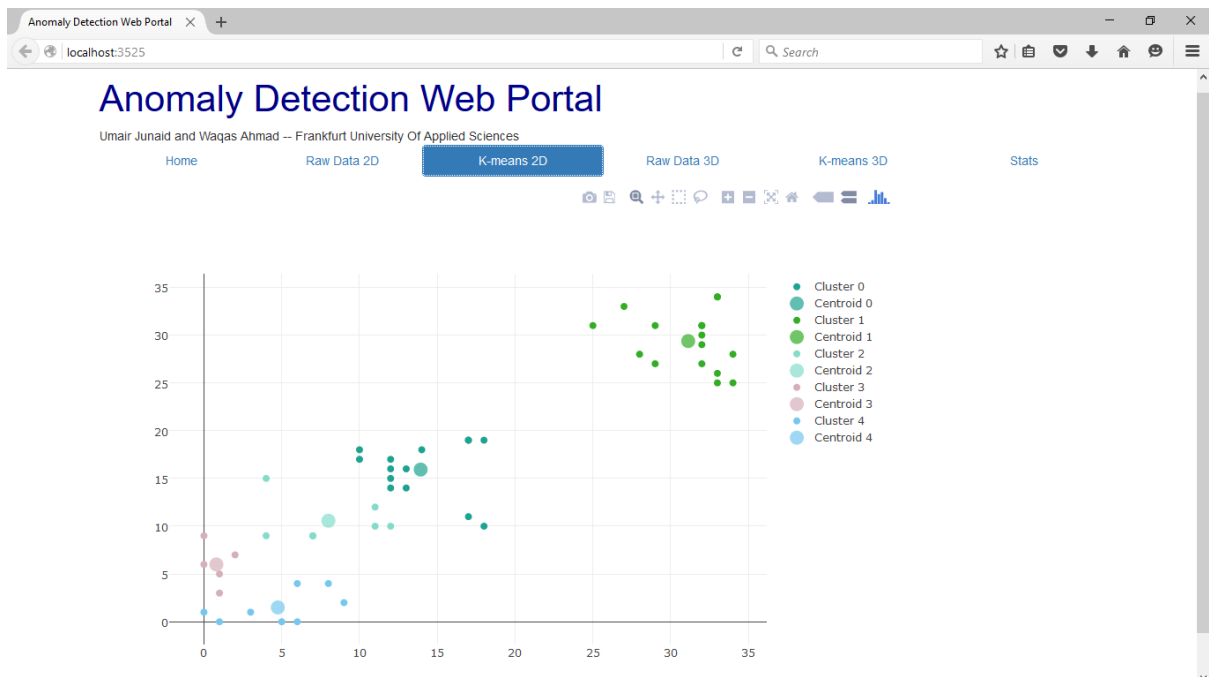 Anomaly Detection Web Portal
localhost:3525
Search
Anomaly Detection Web Portal
Umair Junaid and Waqas Ahmad -- Frankfurt University Of Applied Sciences
Home Raw Data 2D K-means 2D Raw Data 3D K-means 3D Stats
35
30
25
20
15
10
5
0
0 5 10 15 20 25 30 35
Cluster 0
Centroid 0
Cluster 1
Centroid 1
Cluster 2
Centroid 2
Cluster 3
Centroid 3
Cluster 4
Centroid 4